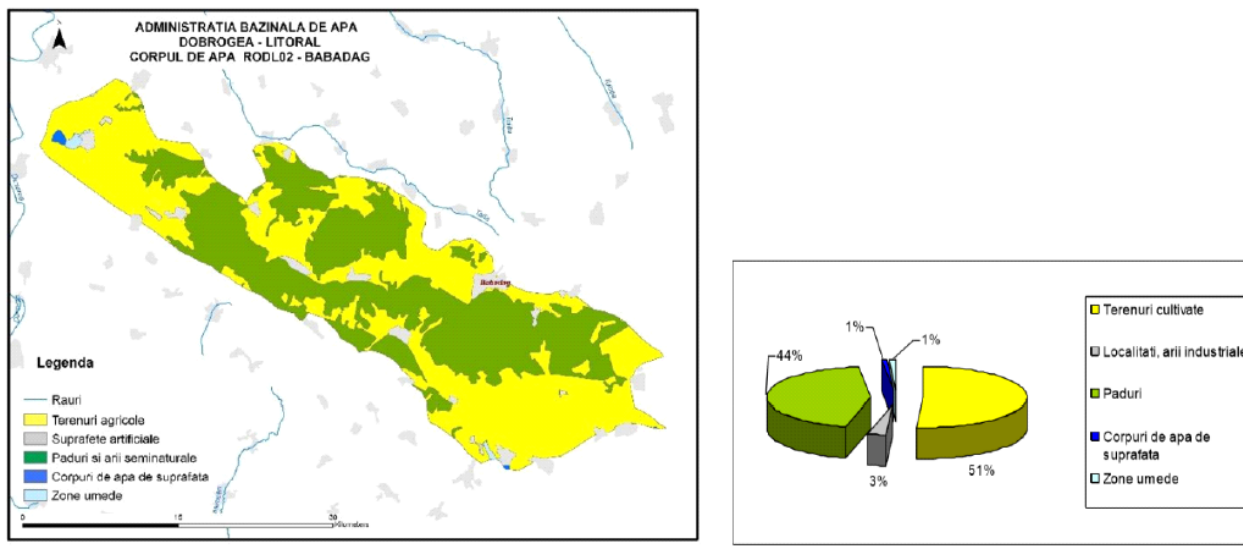 ADMINISTRATIA BAZINALA DE APA
DOBROGEA - LITORAL
CORPUL DE APA RODL02 - BABADAG
Taita
Taita
Babadag
Legenda
Rauri
Terenuri agricole
Suprafete artificiale
Paduri si arii seminaturale
Corpuri de apa de suprafata
Zone umede
0 15 30
Kilometers
1%
1%
44%
3%
51%
Terenuri cultivate
Localitati, arii industriale
Paduri
Corpuri de apa de
suprafata
Zone umede